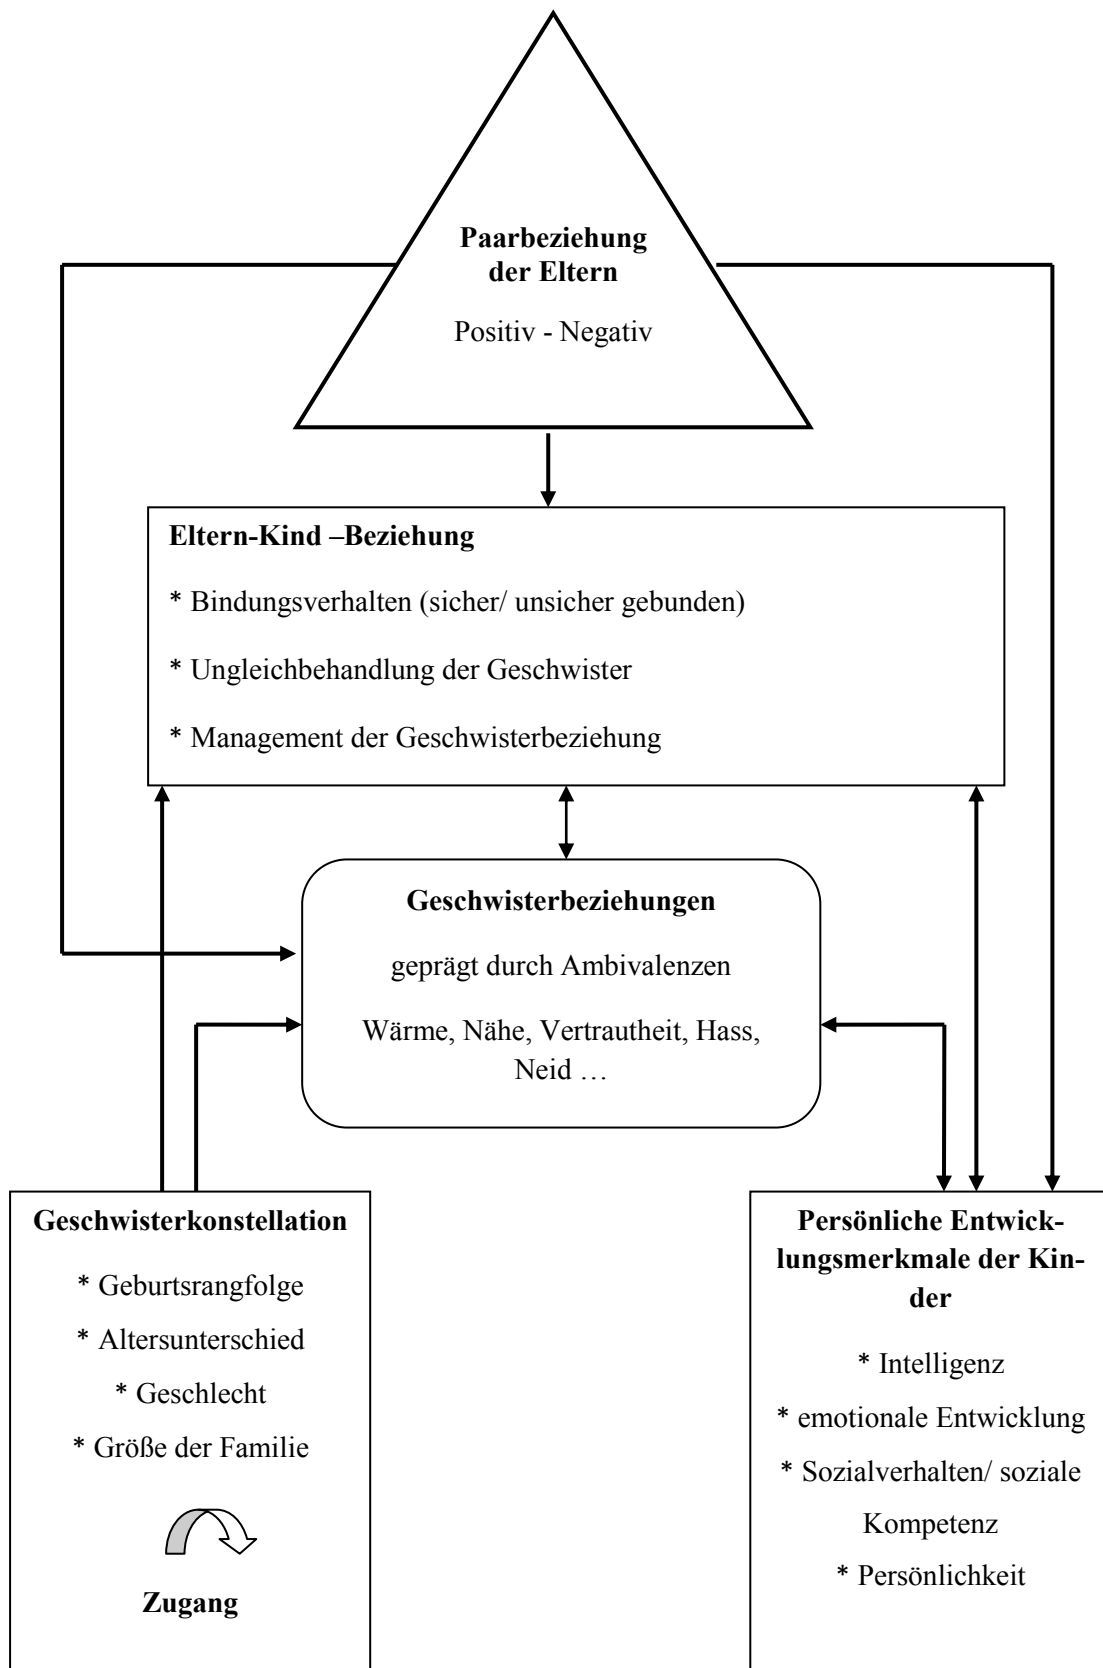 Paarbeziehung
der Eltern
Positiv - Negativ
Eltern-Kind –Beziehung
* Bindungsverhalten (sicher/ unsicher gebunden)
* Ungleichbehandlung der Geschwister
* Management der Geschwisterbeziehung
Geschwisterbeziehungen
geprägt durch Ambivalenzen
Wärme, Nähe, Vertrautheit, Hass,
Neid …
Geschwisterkonstellation
* Geburtsrangfolge
* Altersunterschied
* Geschlecht
* Größe der Familie
Zugang
Persönliche Entwick-
lungsmerkmale der Kin-
der
* Intelligenz
* emotionale Entwicklung
* Sozialverhalten/ soziale
Kompetenz
* Persönlichkeit